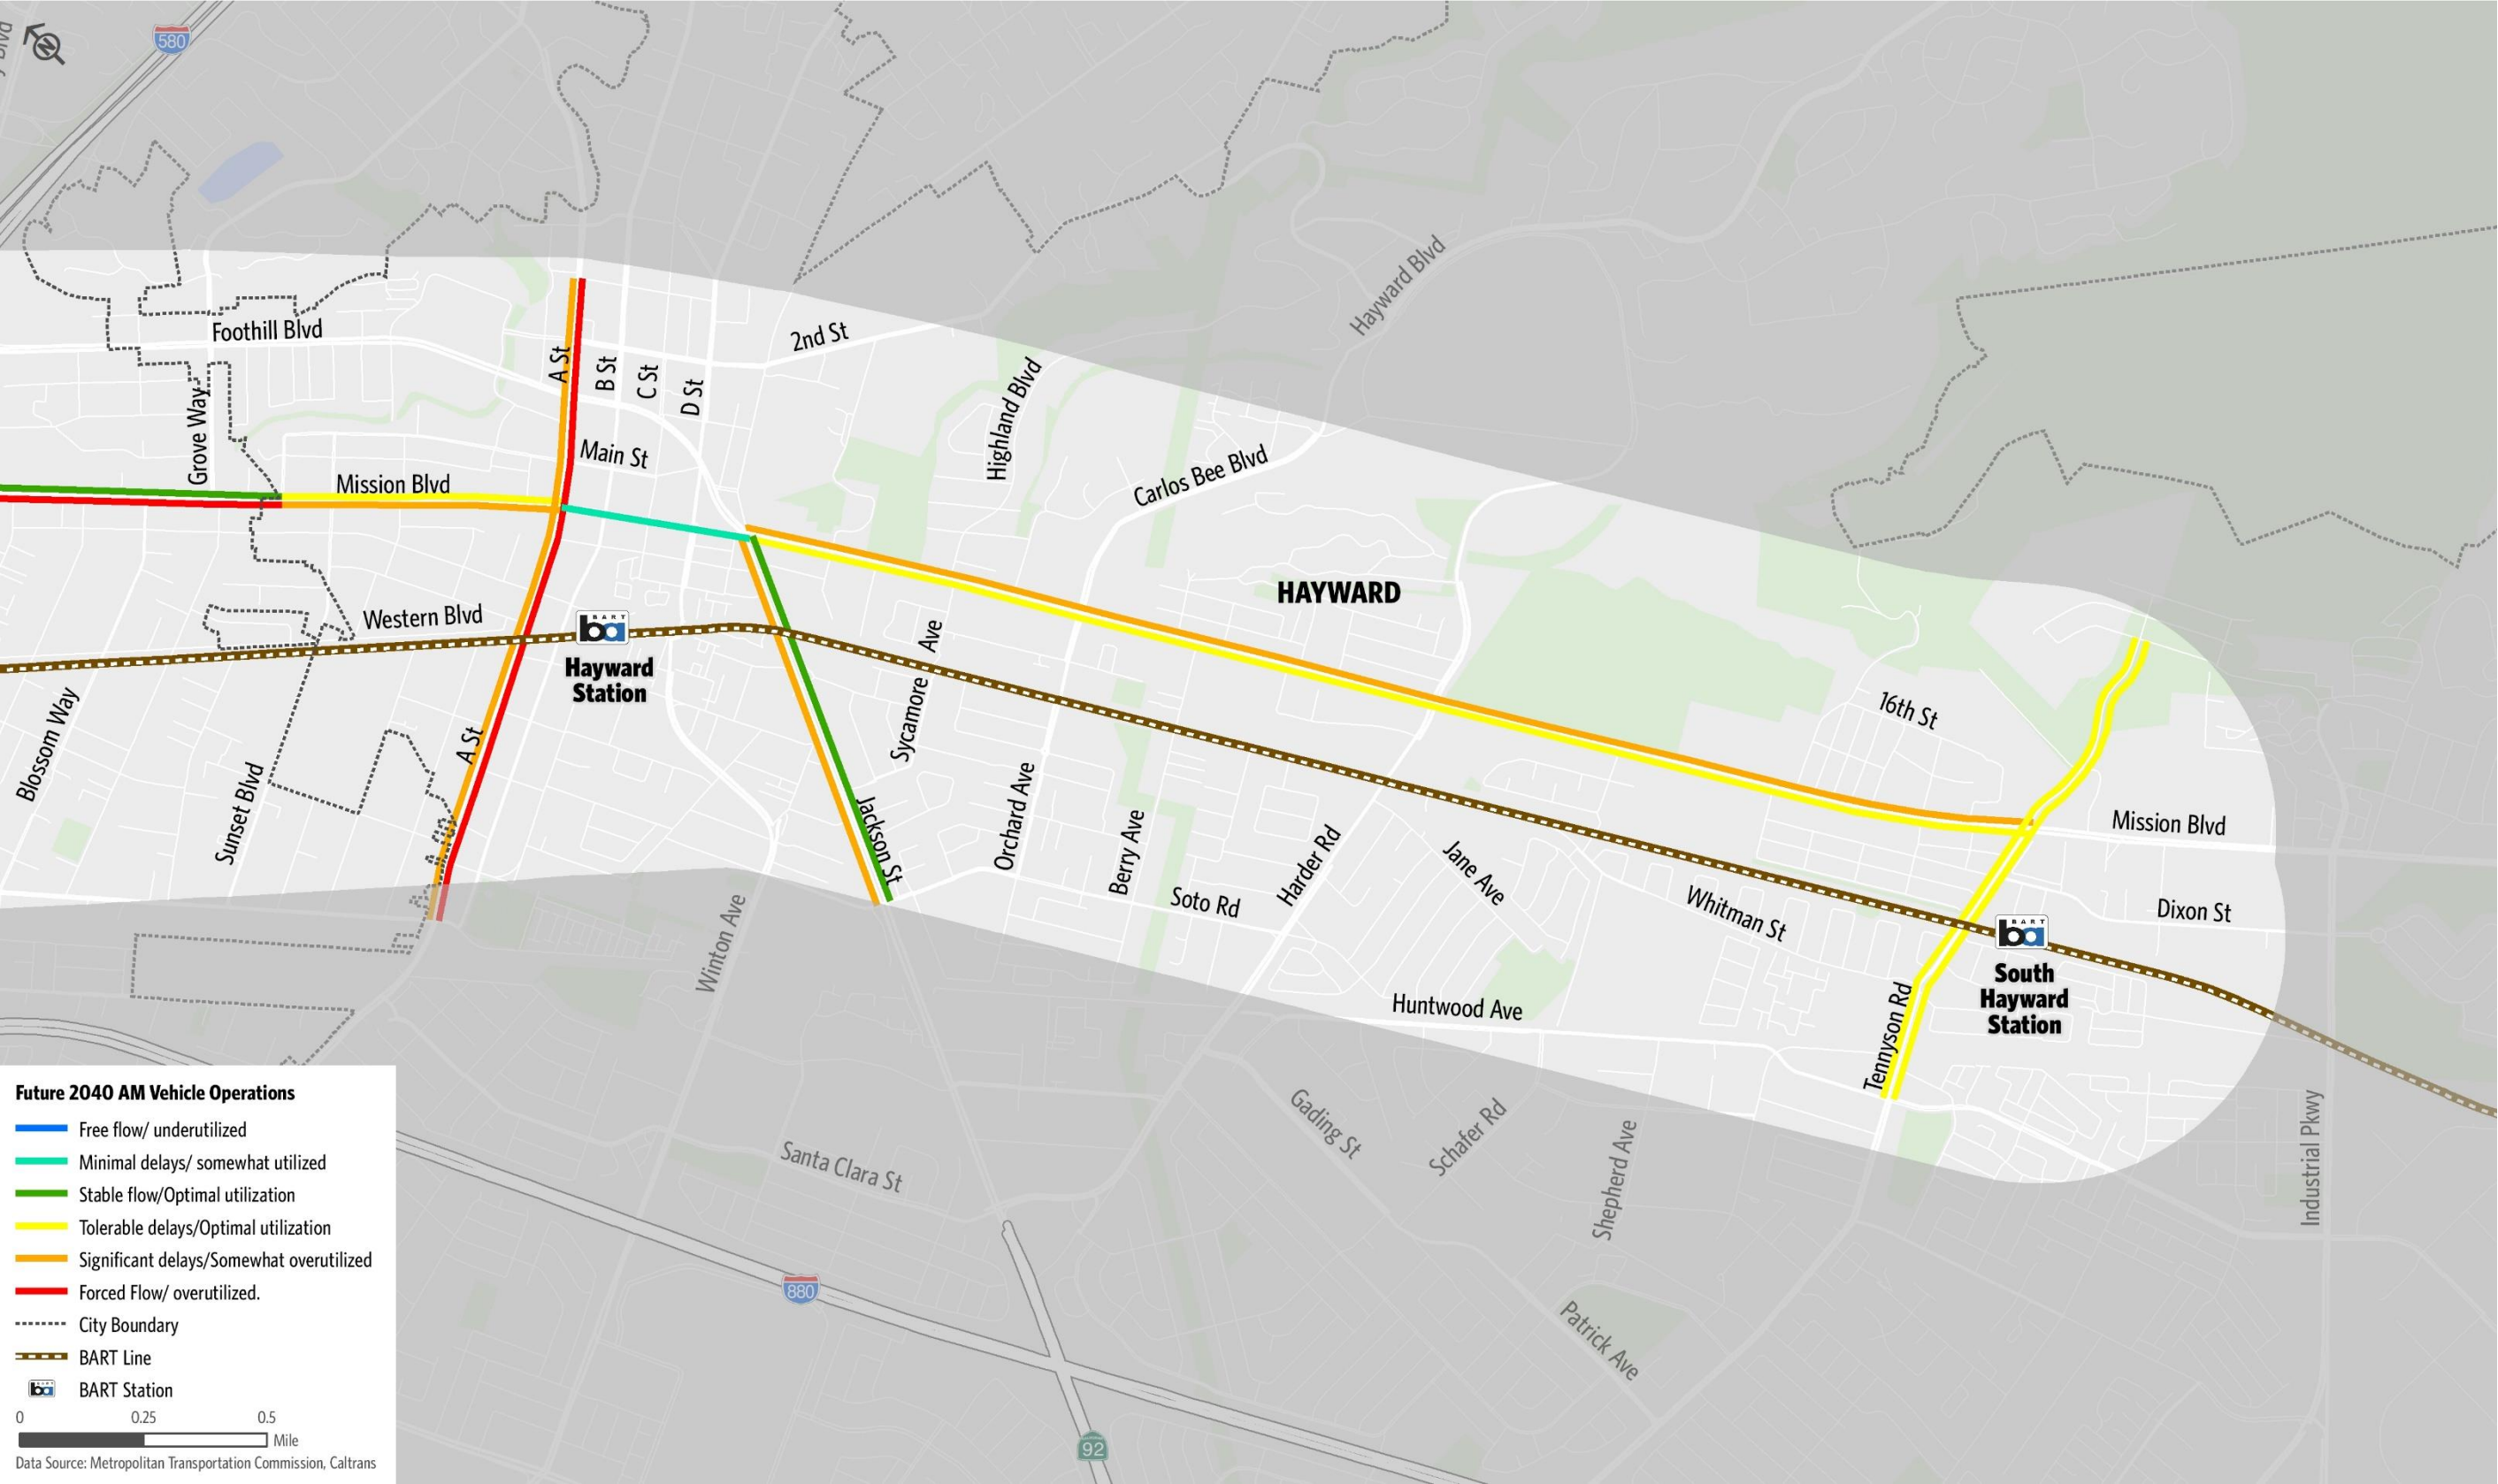 Blvd
N
580
Foothill Blvd
A St
B St
C St
D St
2nd St
Hayward Blvd
Highland Blvd
Grove Way
Main St
Carlos Bee Blvd
Mission Blvd
HAYWARD
Western Blvd
BART
ba
Hayward
Station
Sycamore Ave
16th St
Blossom Way
A St
Sunset Blvd
Jackson St
Orchard Ave
Berry Ave
Harder Rd
Jane Ave
Mission Blvd
Winton Ave
Soto Rd
Whitman St
Dixon St
BART
ba
South
Hayward
Station
Huntwood Ave
Tennyson Rd
Gading St
Schafer Rd
Shepherd Ave
Industrial Pkwy
Santa Clara St
880
Patrick Ave
92
Future 2040 AM Vehicle Operations
Free flow/ underutilized
Minimal delays/ somewhat utilized
Stable flow/Optimal utilization
Tolerable delays/Optimal utilization
Significant delays/Somewhat overutilized
Forced Flow/ overutilized.
City Boundary
BART Line
ba BART Station
0 0.25 0.5
Mile
Data Source: Metropolitan Transportation Commission, Caltrans